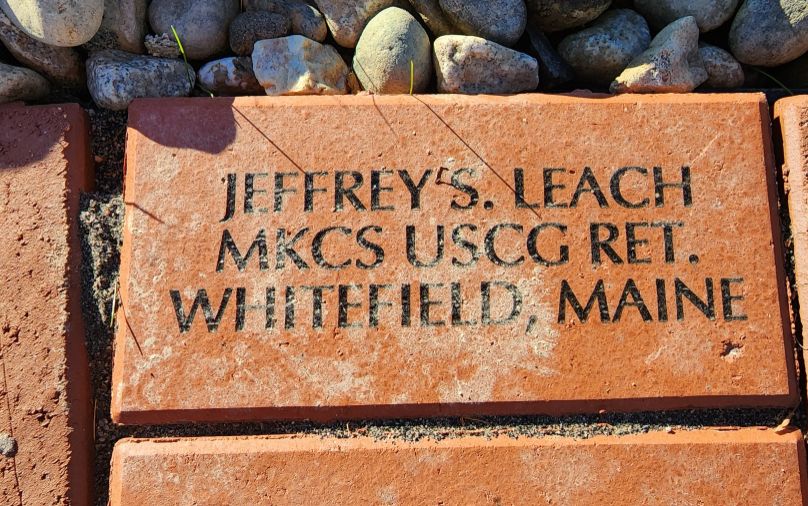 JEFFREY S. LEACH
MKCS USCG RET.
WHITEFIELD, MAINE